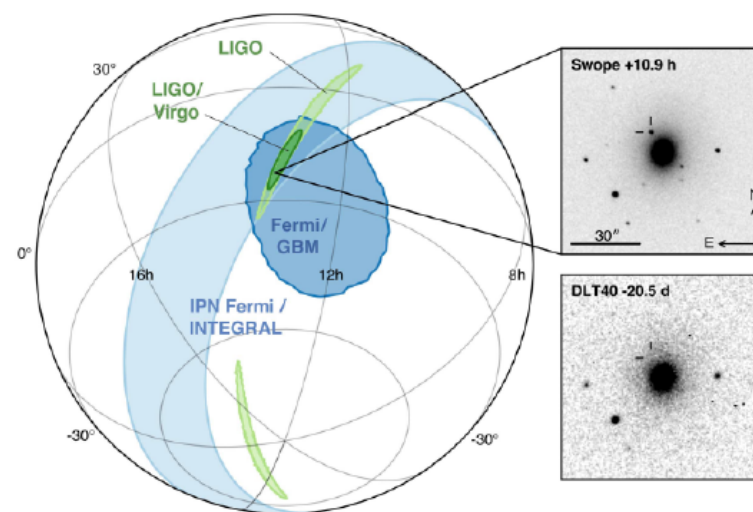 LIGO
LIGO/
Virgo
30°
Fermi/
GBM
0°
16h
12h
8h
IPN Fermi /
INTEGRAL
-30°
-30°
Swope +10.9 h
30"
E
N
DLT40 -20.5 d